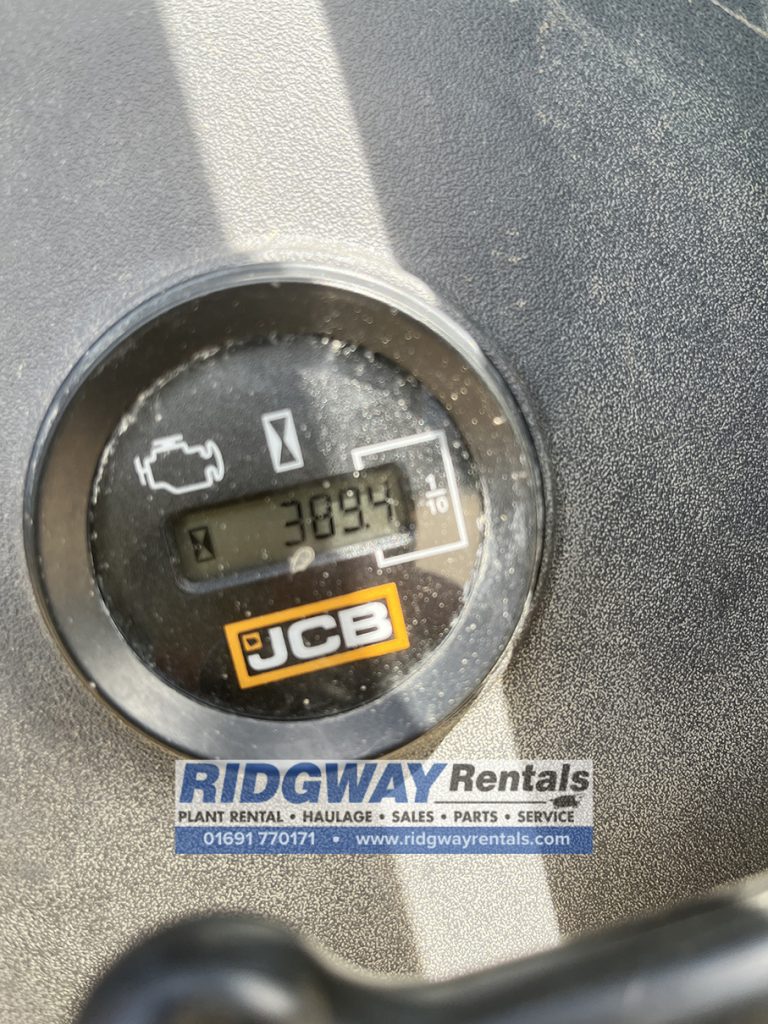 389.4
1/10
JCB
RIDGWAY Rentals
PLANT RENTAL • HAULAGE • SALES • PARTS • SERVICE
01691 770171 • www.ridgwayrentals.com